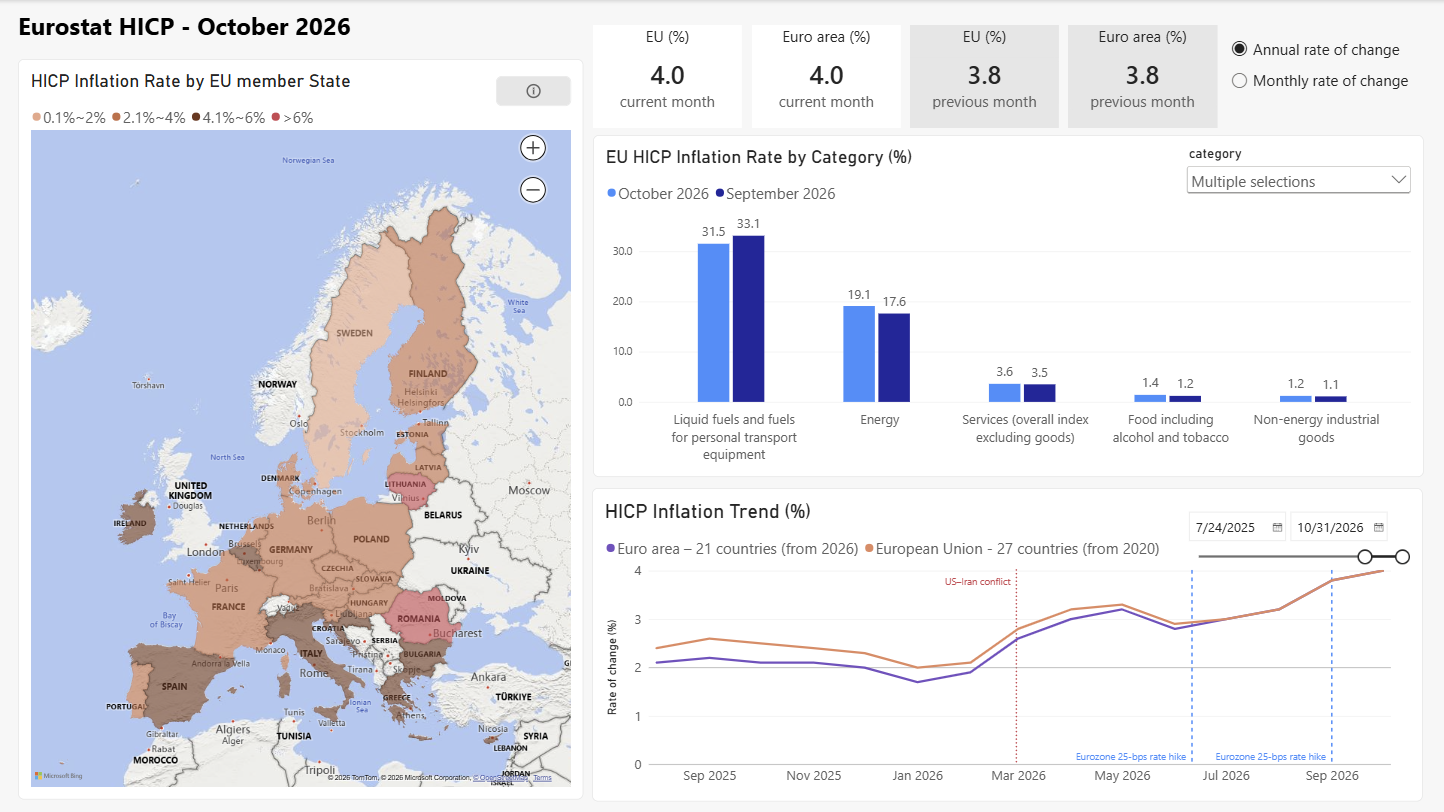 Eurostat HICP - October 2026
EU (%)
4.0
current month
Euro area (%)
4.0
current month
EU (%)
3.8
previous month
Euro area (%)
3.8
previous month
Annual rate of change
Monthly rate of change
HICP Inflation Rate by EU member State
0.1%~2% 2.1%~4% 4.1%~6% >6%
Norwegian Sea
White
Sea
SWEDEN
FINLAND
Helsinki
Helsingfors
Torshavn
NORWAY
Oslo
Stockholm
Tallinn
ESTONIA
North Sea
LATVIA
DENMARK
LITHUANIA
Copenhagen
Vilnius
Moscow
UNITED
KINGDOM
Douglas
BELARUS
IRELAND
NETHERLANDS
Berlin
London
Brussels
GERMANY
POLAND
Kyiv
Luxembourg
UKRAINE
CZECHIA
Saint Helier
Paris
SLOVAKIA
Bratislava
MOLDOVA
FRANCE
Vaduz
HUNGARY
Ljubljana
Bay
of Biscay
ROMANIA
CROATIA
Bucharest
Sarajevo
SERBIA
Monaco
ITALY
Pristina
BULGARIA
Andorra la Vella
Rome
Tirana
Skopje
SPAIN
Ankara
PORTUGAL
GREECE
TÜRKIYE
Ionian
Sea
Athens
Tunis
Valletta
Gibraltar
Algiers
Alger
Nicosia
Rabat
TUNISIA
SYRIA
LEBANON
MOROCCO
Tripoli
JORDAN
ISRAEL
Microsoft Bing
© 2026 TomTom, © 2026 Microsoft Corporation, © OpenStreetMap Terms
EU HICP Inflation Rate by Category (%)
category
Multiple selections
October 2026 September 2026
30.0
20.0
10.0
0.0
31.5
33.1
19.1
17.6
3.6
3.5
1.4
1.2
1.2
1.1
Liquid fuels and fuels
for personal transport
equipment
Energy
Services (overall index
excluding goods)
Food including
alcohol and tobacco
Non-energy industrial
goods
HICP Inflation Trend (%)
7/24/2025
10/31/2026
Euro area – 21 countries (from 2026) European Union - 27 countries (from 2020)
Rate of change (%)
4
3
2
1
0
US–Iran conflict
Eurozone 25-bps rate hike
Eurozone 25-bps rate hike
Sep 2025
Nov 2025
Jan 2026
Mar 2026
May 2026
Jul 2026
Sep 2026